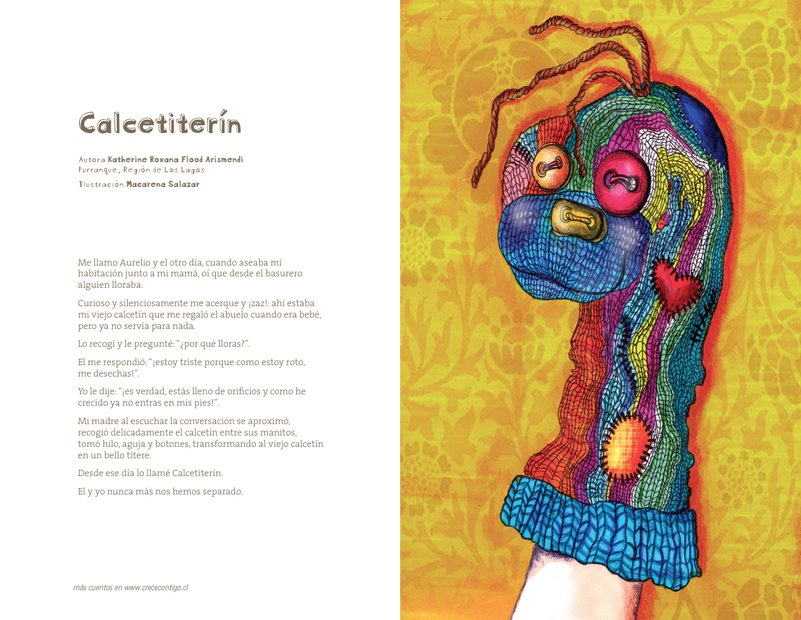 Calcetiterín
Autora Katherine Roxana Flood Arismendi
Purranque, Región de Los Lagos
Ilustración Macarena Salazar
Me llamo Aurelio y el otro día, cuando aseaba mi
habitación junto a mi mamá, oí que desde el basurero
alguien lloraba.
Curioso y silenciosamente me acerque y ¡zaz!: ahí estaba
mi viejo calcetín que me regaló el abuelo cuando era bebé,
pero ya no servía para nada.
Lo recogí y le pregunté: “¿por qué lloras?”.
El me respondió: “¡estoy triste porque como estoy roto,
me desechas!”.
Yo le dije: “¡es verdad, estás lleno de orificios y como he
crecido ya no entras en mis pies!”.
Mi madre al escuchar la conversación se aproximó,
recogió delicadamente el calcetín entre sus manitos,
tomó hilo, aguja y botones, transformando al viejo calcetín
en un bello títere.
Desde ese día lo llamé Calcetiterín.
El y yo nunca más nos hemos separado.
más cuentos en www.crececontigo.cl